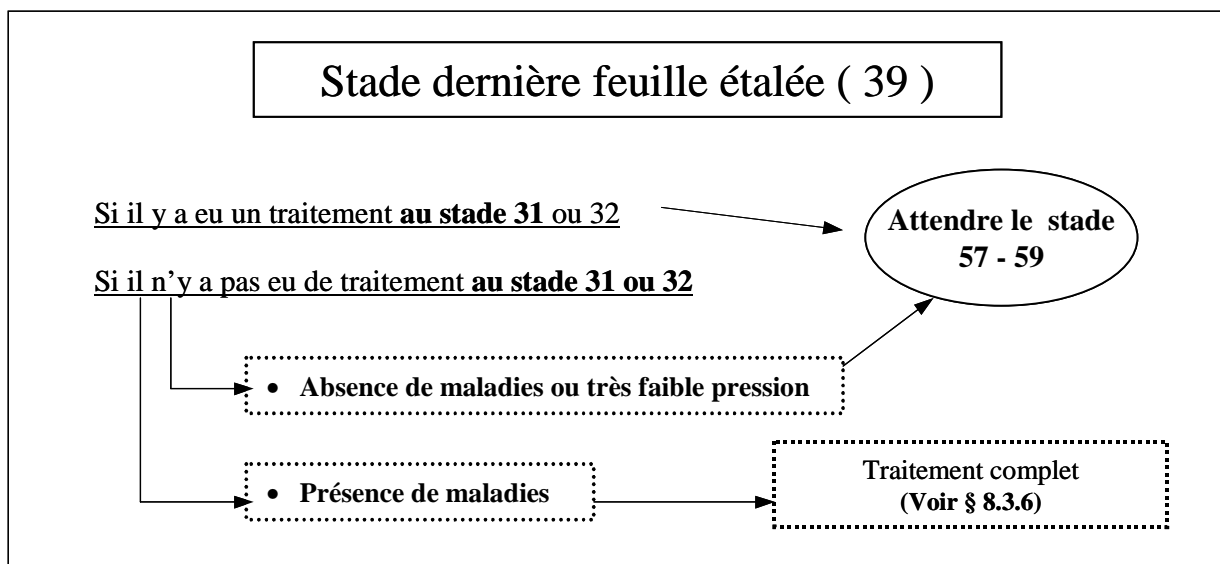 Stade dernière feuille étalée ( 39 )
Si il y a eu un traitement au stade 31 ou 32
Attendre le stade
57 - 59
Si il n’y a pas eu de traitement au stade 31 ou 32
• Absence de maladies ou très faible pression
• Présence de maladies
Traitement complet
(Voir § 8.3.6)